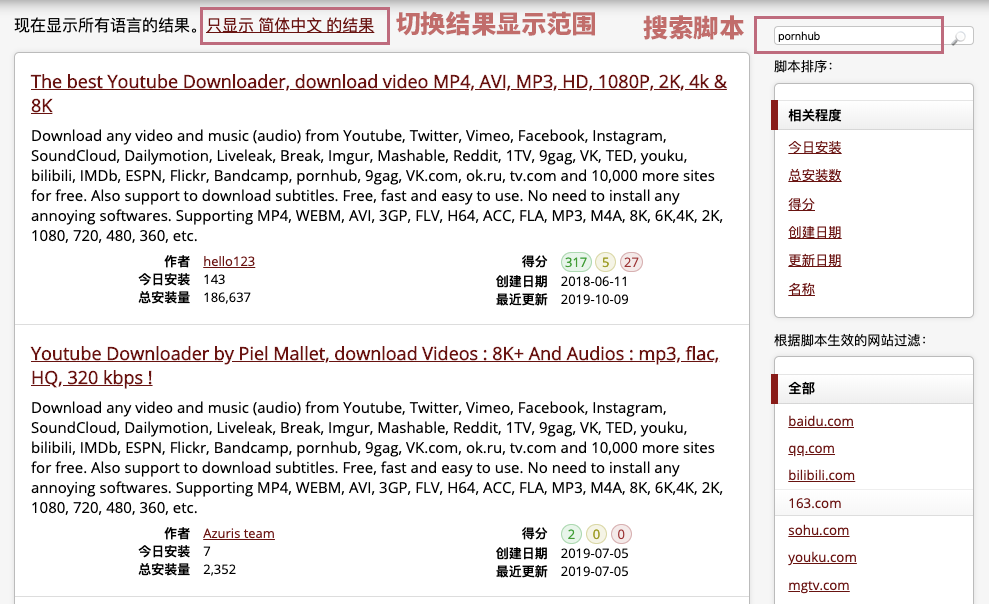 现在显示所有语言的结果。只显示 简体中文 的结果
切换结果显示范围
搜索脚本
pornhub
The best Youtube Downloader, download video MP4, AVI, MP3, HD, 1080P, 2K, 4k &
8K
Download any video and music (audio) from Youtube, Twitter, Vimeo, Facebook, Instagram,
SoundCloud, Dailymotion, Liveleak, Break, Imgur, Mashable, Reddit, 1TV, 9gag, VK, TED, youku,
bilibili, IMDb, ESPN, Flickr, Bandcamp, pornhub, 9gag, VK.com, ok.ru, tv.com and 10,000 more sites
for free. Also support to download subtitles. Free, fast and easy to use. No need to install any
annoying softwares. Supporting MP4, WEBM, AVI, 3GP, FLV, H64, ACC, FLA, MP3, M4A, 8K, 6K,4K, 2K,
1080, 720, 480, 360, etc.
作者 hello123
今日安装 143
总安装量 186,637
得分 317 5 27
创建日期 2018-06-11
最近更新 2019-10-09
Youtube Downloader by Piel Mallet, download Videos : 8K+ And Audios : mp3, flac,
HQ, 320 kbps !
Download any video and music (audio) from Youtube, Twitter, Vimeo, Facebook, Instagram,
SoundCloud, Dailymotion, Liveleak, Break, Imgur, Mashable, Reddit, 1TV, 9gag, VK, TED, youku,
bilibili, IMDb, ESPN, Flickr, Bandcamp, pornhub, 9gag, VK.com, ok.ru, tv.com and 10,000 more sites
for free. Also support to download subtitles. Free, fast and easy to use. No need to install any
annoying softwares. Supporting MP4, WEBM, AVI, 3GP, FLV, H64, ACC, FLA, MP3, M4A, 8K, 6K,4K, 2K,
1080, 720, 480, 360, etc.
作者 Azuris team
今日安装 7
总安装量 2,352
得分 2 0 0
创建日期 2019-07-05
最近更新 2019-07-05
脚本排序：
相关程度
今日安装
总安装数
得分
创建日期
更新日期
名称
根据脚本生效的网站过滤：
全部
baidu.com
qq.com
bilibili.com
163.com
sohu.com
youku.com
mgtv.com